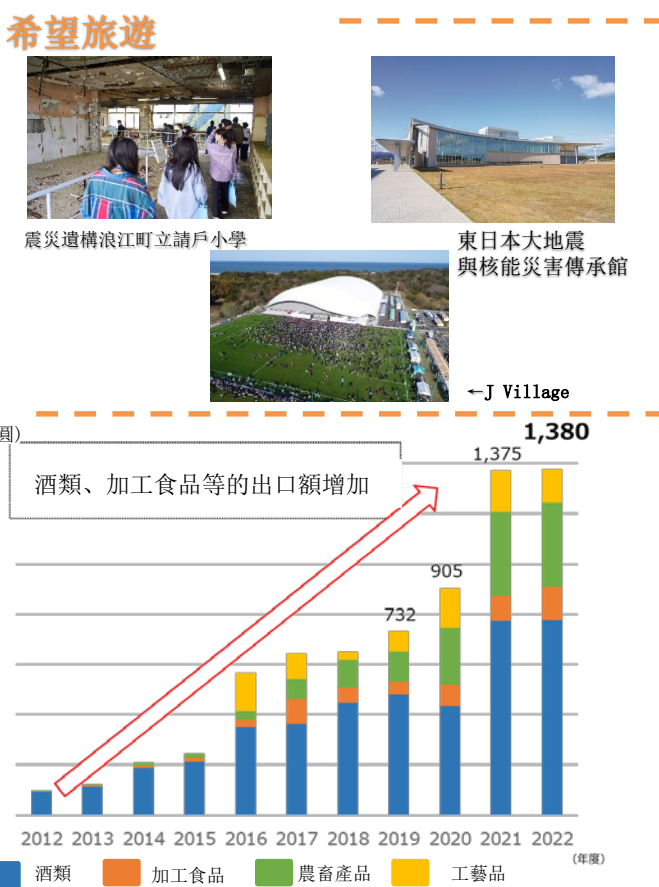 希望旅遊
震災遺構浪江町立請戶小學
東日本大地震
與核能災害傳承館
←J Village
圓)
1,380
1,375
酒類、加工食品等的出口額增加
905
732
2012 2013 2014 2015 2016 2017 2018 2019 2020 2021 2022
(年度)
酒類 加工食品 農畜產品 工藝品